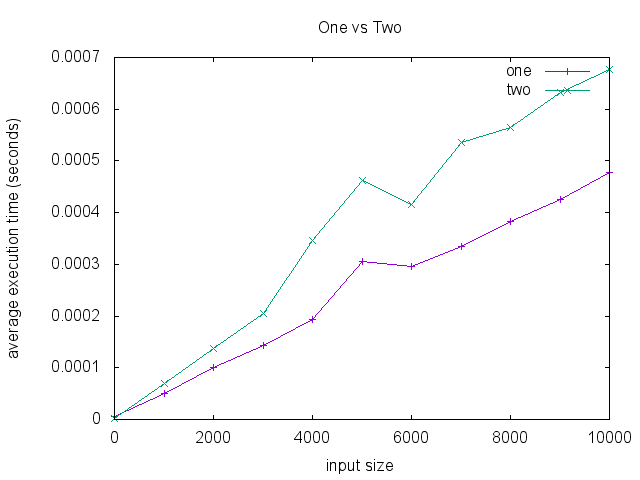 One vs Two
one
two
0.0007
0.0006
0.0005
0.0004
0.0003
0.0002
0.0001
0
average execution time (seconds)
0 2000 4000 6000 8000 10000
input size